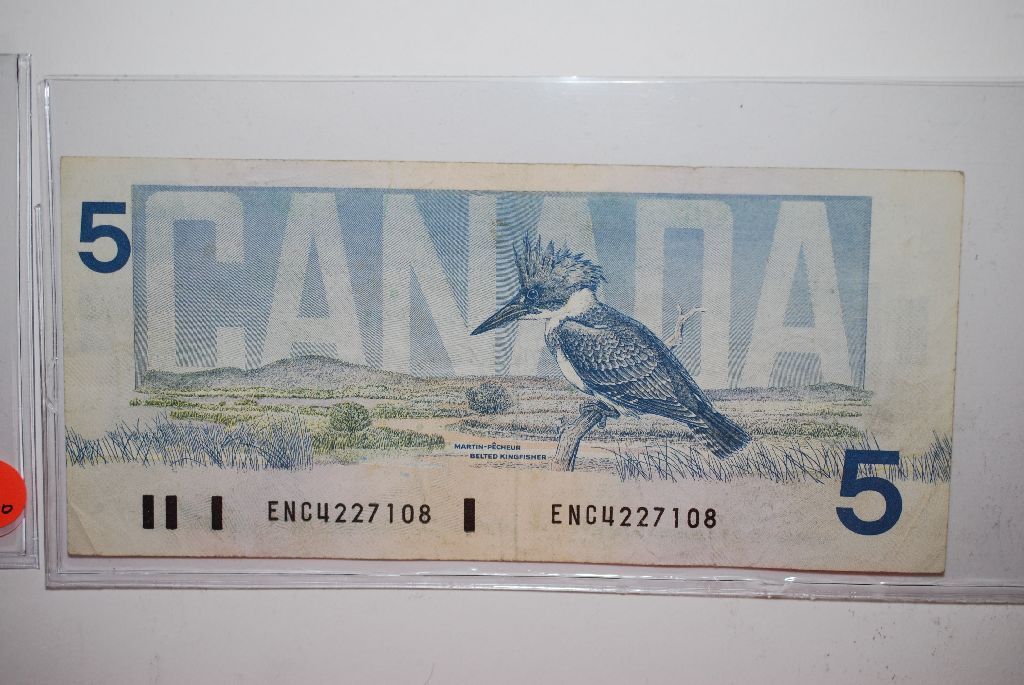 5
CANADA
MARTIN-PÊCHEUR
BELTED KINGFISHER
5
ENC4227108 ENC4227108